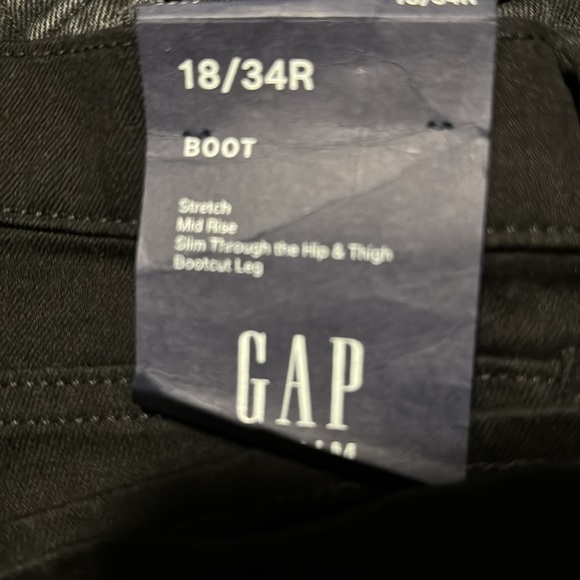 18/34R
BOOT
Stretch
Mid Rise
Slim Through the Hip & Thigh
Bootcut Leg
GAP